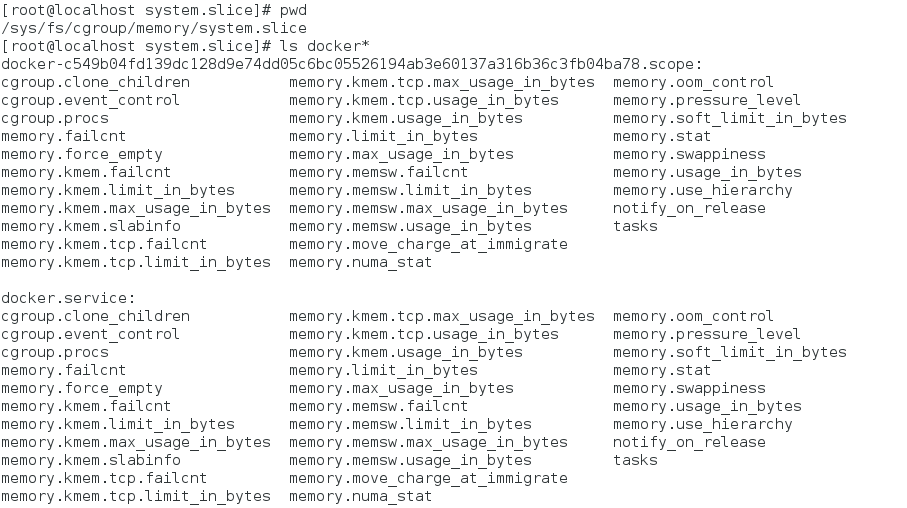 [root@localhost system.slice]# pwd
/sys/fs/cgroup/memory/system.slice
[root@localhost system.slice]# ls docker*
docker-c549b04fd139dc128d9e74dd05c6bc05526194ab3e60137a316b36c3fb04ba78.scope:
cgroup.clone_children memory.kmem.tcp.max_usage_in_bytes memory.oom_control
cgroup.event_control memory.kmem.tcp.usage_in_bytes memory.pressure_level
cgroup.procs memory.kmem.usage_in_bytes memory.soft_limit_in_bytes
memory.failcnt memory.limit_in_bytes memory.stat
memory.force_empty memory.max_usage_in_bytes memory.swappiness
memory.kmem.failcnt memory.memsw.failcnt memory.usage_in_bytes
memory.kmem.limit_in_bytes memory.memsw.limit_in_bytes memory.use_hierarchy
memory.kmem.max_usage_in_bytes memory.memsw.max_usage_in_bytes notify_on_release
memory.kmem.slabinfo memory.memsw.usage_in_bytes tasks
memory.kmem.tcp.failcnt memory.move_charge_at_immigrate
memory.kmem.tcp.limit_in_bytes memory.numa_stat
docker.service:
cgroup.clone_children memory.kmem.tcp.max_usage_in_bytes memory.oom_control
cgroup.event_control memory.kmem.tcp.usage_in_bytes memory.pressure_level
cgroup.procs memory.kmem.usage_in_bytes memory.soft_limit_in_bytes
memory.failcnt memory.limit_in_bytes memory.stat
memory.force_empty memory.max_usage_in_bytes memory.swappiness
memory.kmem.failcnt memory.memsw.failcnt memory.usage_in_bytes
memory.kmem.limit_in_bytes memory.memsw.limit_in_bytes memory.use_hierarchy
memory.kmem.max_usage_in_bytes memory.memsw.max_usage_in_bytes notify_on_release
memory.kmem.slabinfo memory.memsw.usage_in_bytes tasks
memory.kmem.tcp.failcnt memory.move_charge_at_immigrate
memory.kmem.tcp.limit_in_bytes memory.numa_stat